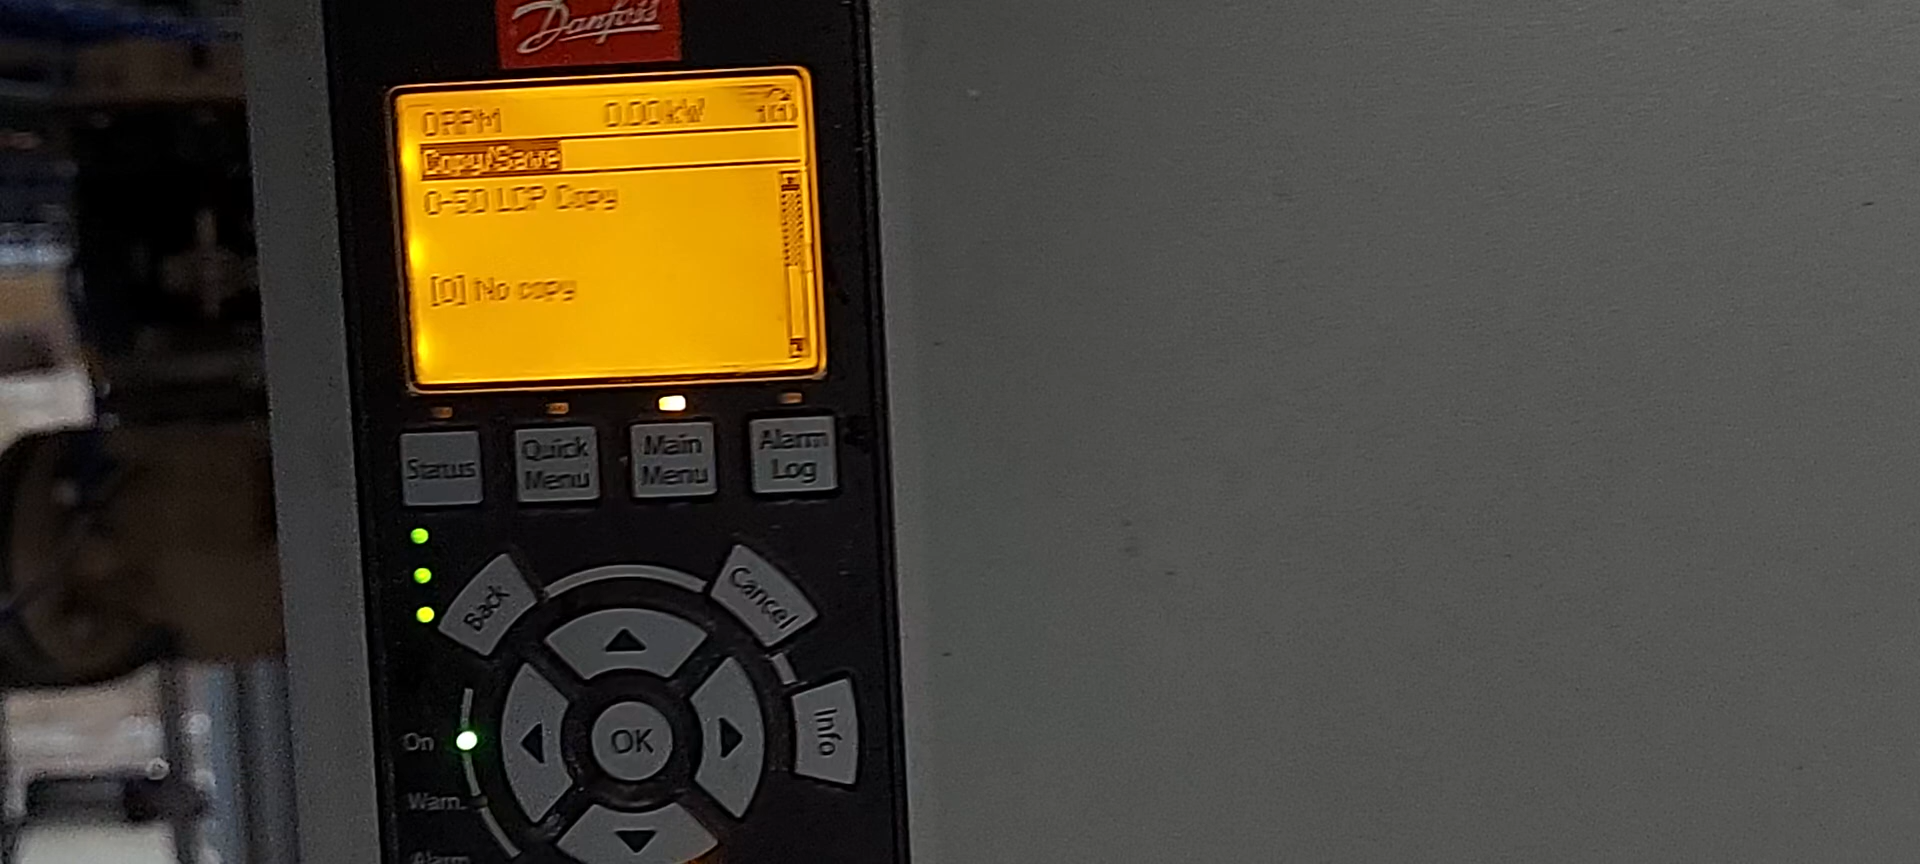 Danfoss
0RPM 0.00kW 1(1)
Copy/Save
0-50 LCP Copy
[0] No copy
Status
Quick Menu
Main Menu
Alarm Log
Back
Cancel
Info
OK
On
Warn.
Alarm